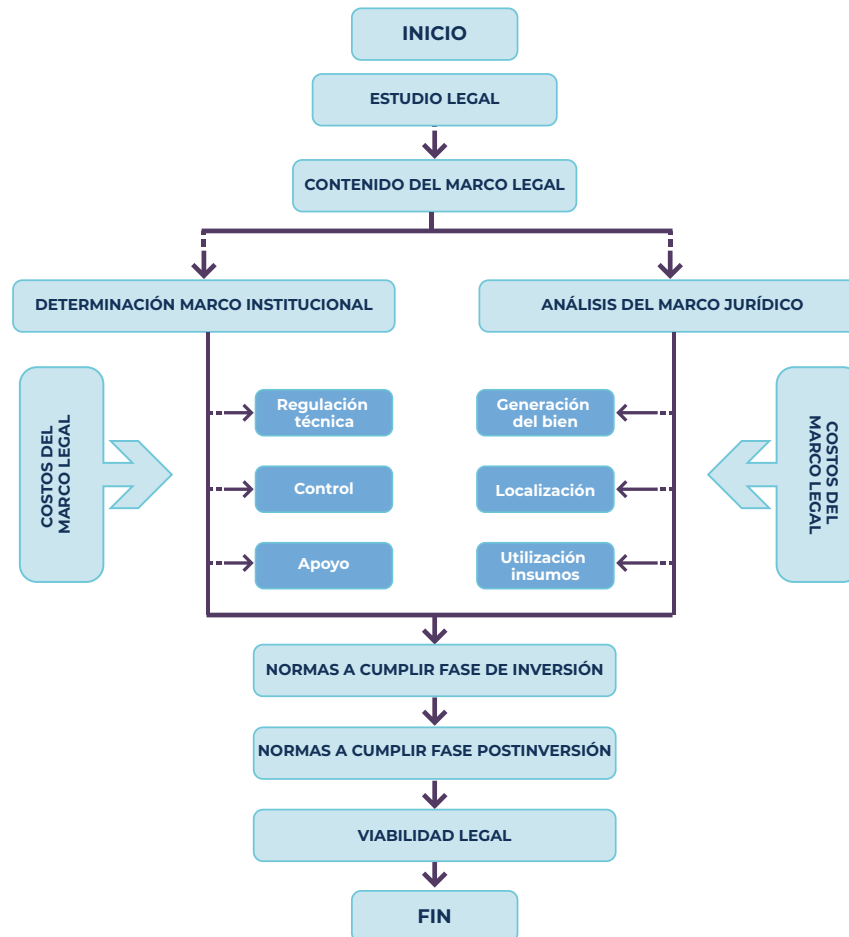 INICIO
ESTUDIO LEGAL
CONTENIDO DEL MARCO LEGAL
DETERMINACIÓN MARCO INSTITUCIONAL
ANÁLISIS DEL MARCO JURÍDICO
COSTOS DEL
MARCO LEGAL
Regulación
técnica
Control
Apoyo
Generación
del bien
Localización
Utilización
insumos
COSTOS DEL
MARCO LEGAL
NORMAS A CUMPLIR FASE DE INVERSIÓN
NORMAS A CUMPLIR FASE POSTINVERSIÓN
VIABILIDAD LEGAL
FIN